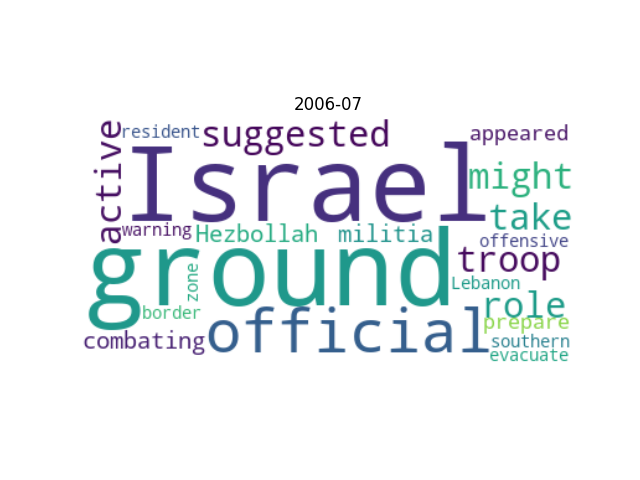 2006-07
resident suggested appeared
active Israel might
warning Hezbollah militia take
offensive
ground troop
zone Lebanon
border official role
prepare
combating southern
evacuate